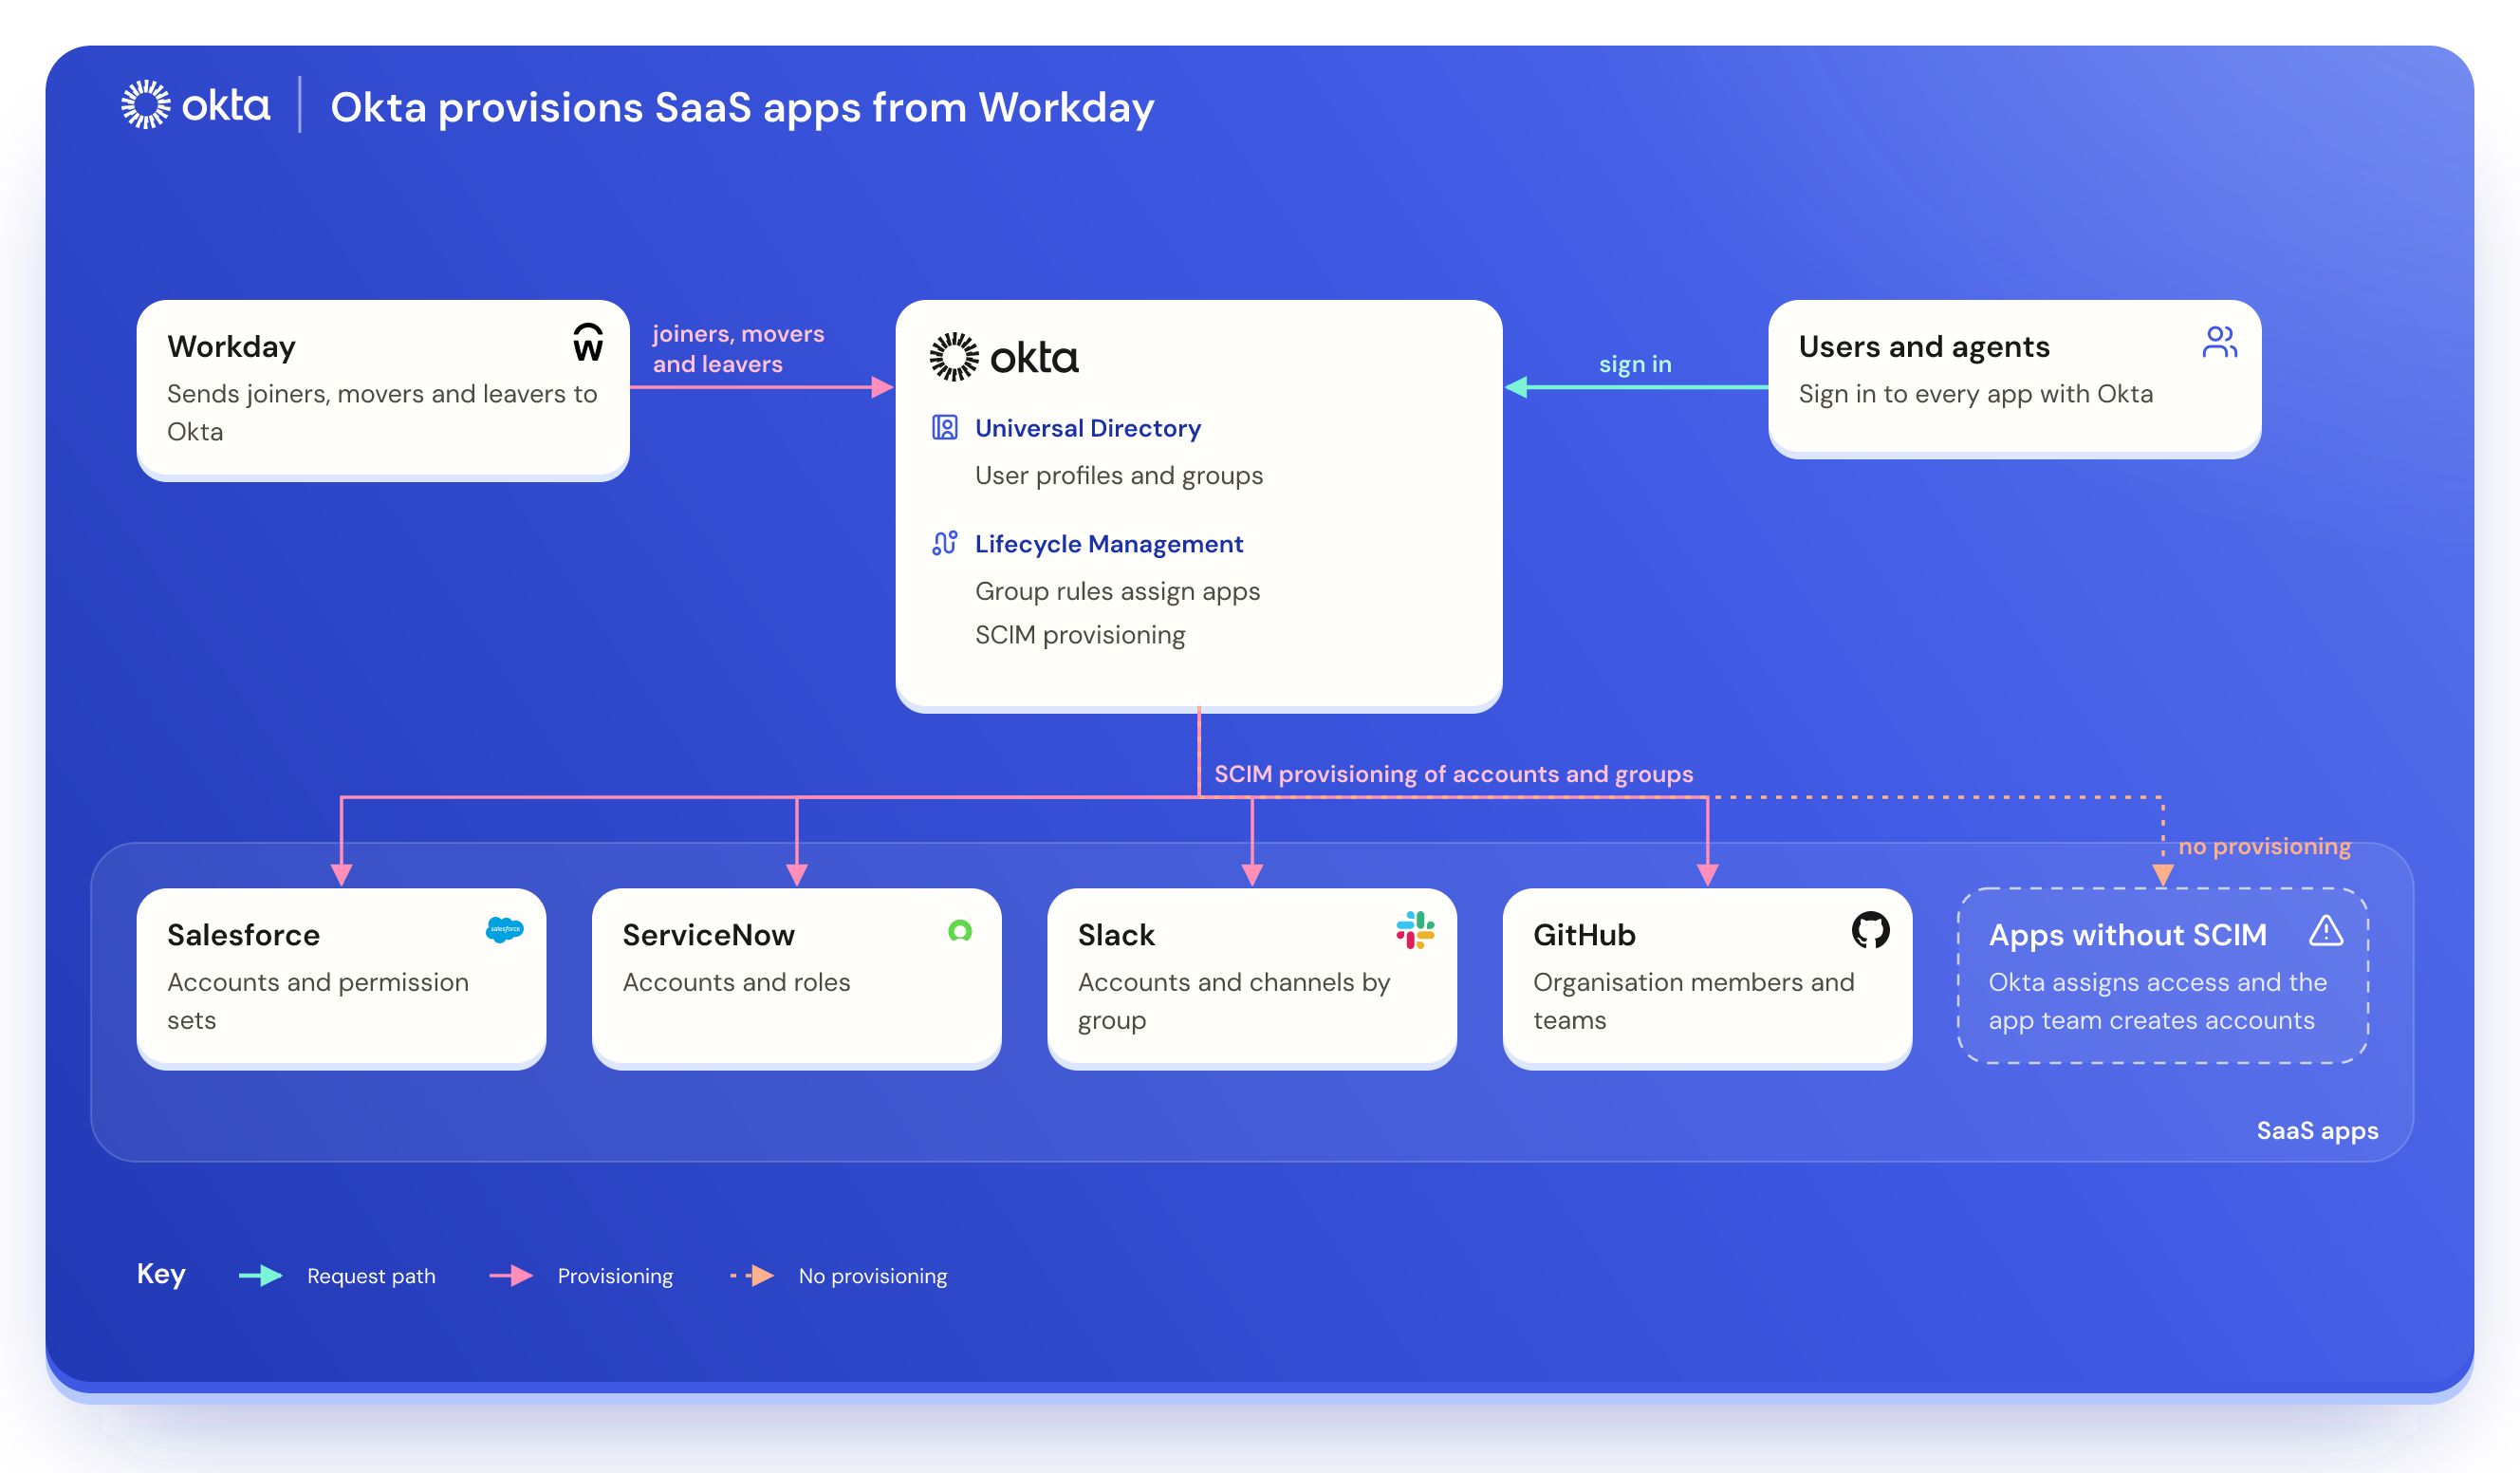 okta
Okta provisions SaaS apps from Workday
Workday
Sends joiners, movers and leavers to
Okta
joiners, movers
and leavers
okta
Universal Directory
User profiles and groups
Lifecycle Management
Group rules assign apps
SCIM provisioning
sign in
Users and agents
Sign in to every app with Okta
SCIM provisioning of accounts and groups
no provisioning
Salesforce
salesforce
Accounts and permission
sets
ServiceNow
Accounts and roles
Slack
Accounts and channels by
group
GitHub
Organisation members and
teams
Apps without SCIM
Okta assigns access and the
app team creates accounts
SaaS apps
Key
Request path
Provisioning
No provisioning